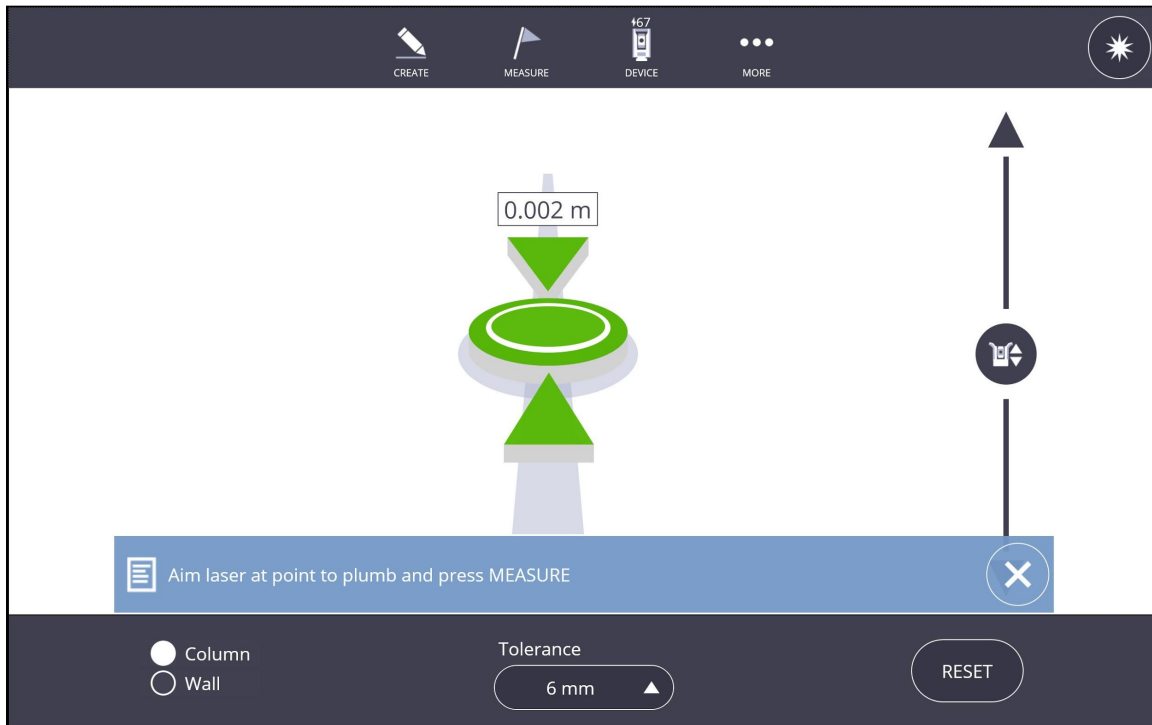 67
CREATE
MEASURE
DEVICE
MORE
0.002 m
Aim laser at point to plumb and press MEASURE
Column
Wall
Tolerance
6 mm
RESET